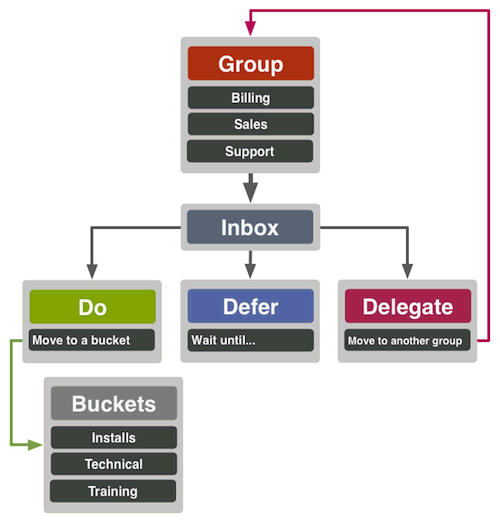 Group
Billing
Sales
Support
Inbox
Do
Move to a bucket
Defer
Wait until...
Delegate
Move to another group
Buckets
Installs
Technical
Training